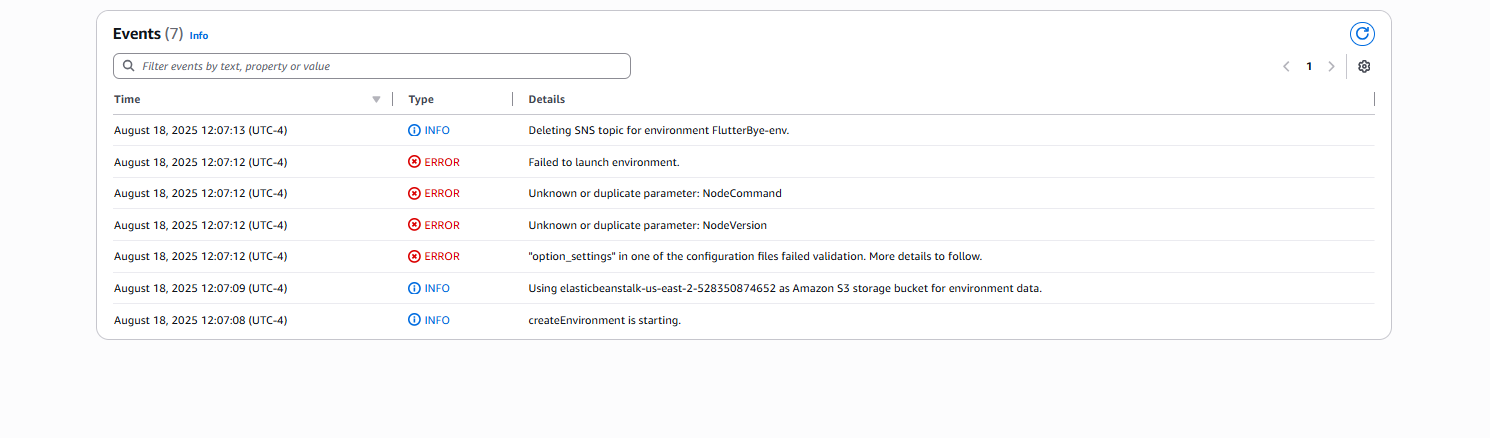 Events (7) Info
Filter events by text, property or value
1
Time Type Details
August 18, 2025 12:07:13 (UTC-4) INFO Deleting SNS topic for environment FlutterBye-env.
August 18, 2025 12:07:12 (UTC-4) ERROR Failed to launch environment.
August 18, 2025 12:07:12 (UTC-4) ERROR Unknown or duplicate parameter: NodeCommand
August 18, 2025 12:07:12 (UTC-4) ERROR Unknown or duplicate parameter: NodeVersion
August 18, 2025 12:07:12 (UTC-4) ERROR "option_settings" in one of the configuration files failed validation. More details to follow.
August 18, 2025 12:07:09 (UTC-4) INFO Using elasticbeanstalk-us-east-2-528350874652 as Amazon S3 storage bucket for environment data.
August 18, 2025 12:07:08 (UTC-4) INFO createEnvironment is starting.